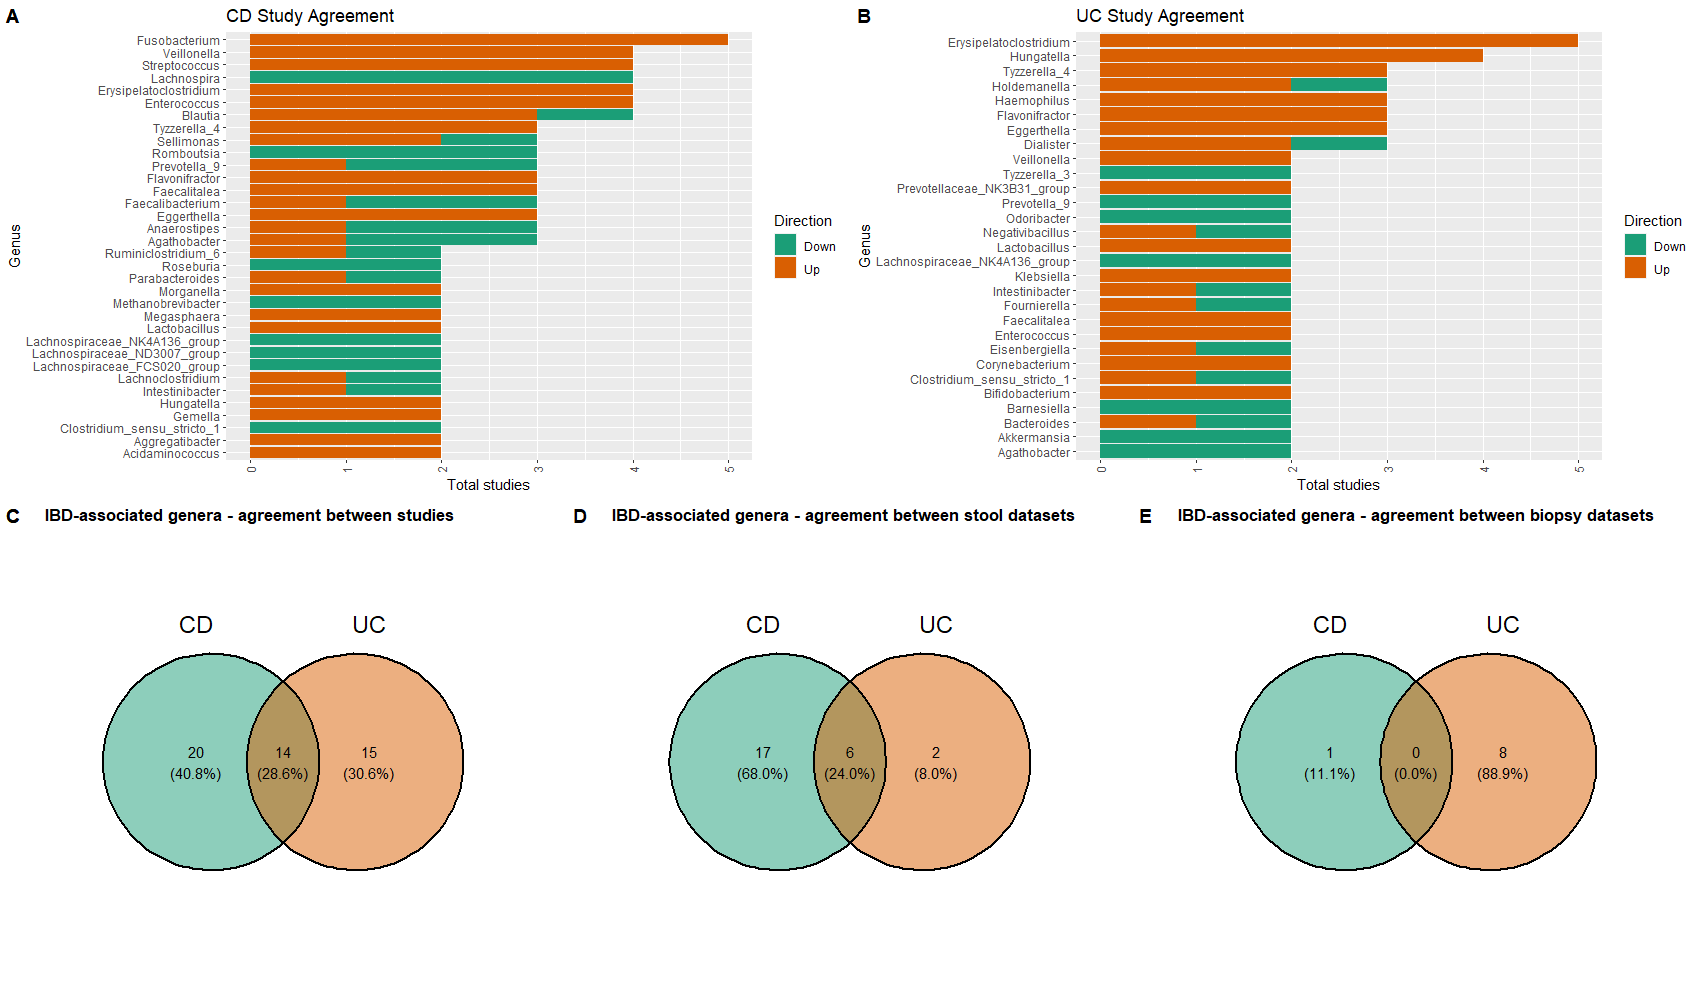 A
CD Study Agreement
Genus
Fusobacterium
Veillonella
Streptococcus
Lachnospira
Erysipelatoclostridium
Enterococcus
Blautia
Tyzzerella_4
Sellimonas
Romboutsia
Prevotella_9
Flavonifractor
Faecalitalea
Faecalibacterium
Eggerthella
Anaerostipes
Agathobacter
Ruminiclostridium_6
Roseburia
Parabacteroides
Morganella
Methanobrevibacter
Megasphaera
Lactobacillus
Lachnospiraceae_NK4A136_group
Lachnospiraceae_ND3007_group
Lachnospiraceae_FCS020_group
Lachnoclostridium
Intestinibacter
Hungatella
Gemella
Clostridium_sensu_stricto_1
Aggregatibacter
Acidaminococcus
0 1 2 3 4 5
Total studies
Direction
Down
Up
B
UC Study Agreement
Genus
Erysipelatoclostridium
Hungatella
Tyzzerella_4
Holdemanella
Haemophilus
Flavonifractor
Eggerthella
Dialister
Veillonella
Tyzzerella_3
Prevotellaceae_NK3B31_group
Prevotella_9
Odoribacter
Negativibacillus
Lactobacillus
Lachnospiraceae_NK4A136_group
Klebsiella
Intestinibacter
Fournierella
Faecalitalea
Enterococcus
Eisenbergiella
Corynebacterium
Clostridium_sensu_stricto_1
Bifidobacterium
Barnesiella
Bacteroides
Akkermansia
Agathobacter
0 1 2 3 4 5
Total studies
Direction
Down
Up
C
IBD-associated genera - agreement between studies
CD UC
20 14 15
(40.8%) (28.6%) (30.6%)
D
IBD-associated genera - agreement between stool datasets
CD UC
17 6 2
(68.0%) (24.0%) (8.0%)
E
IBD-associated genera - agreement between biopsy datasets
CD UC
1 0 8
(11.1%) (0.0%) (88.9%)